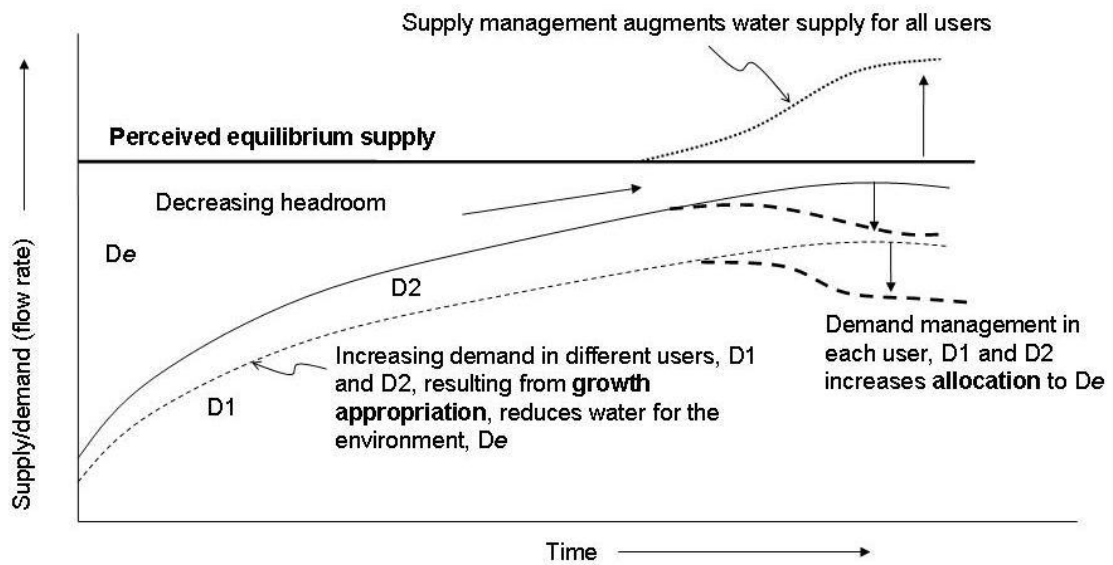 Supply management augments water supply for all users
Perceived equilibrium supply
Decreasing headroom
De
D2
D1
Increasing demand in different users, D1
and D2, resulting from growth
appropriation, reduces water for the
environment, De
Demand management in
each user, D1 and D2
increases allocation to De
Supply/demand (flow rate)
Time